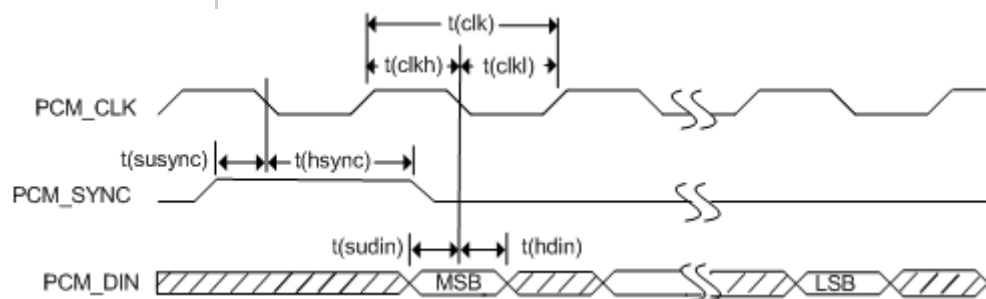 t(clk)
t(clkh) t(clkl)
PCM_CLK
t(susync) t(hsync)
PCM_SYNC
t(sudin) t(hdin)
PCM_DIN MSB LSB